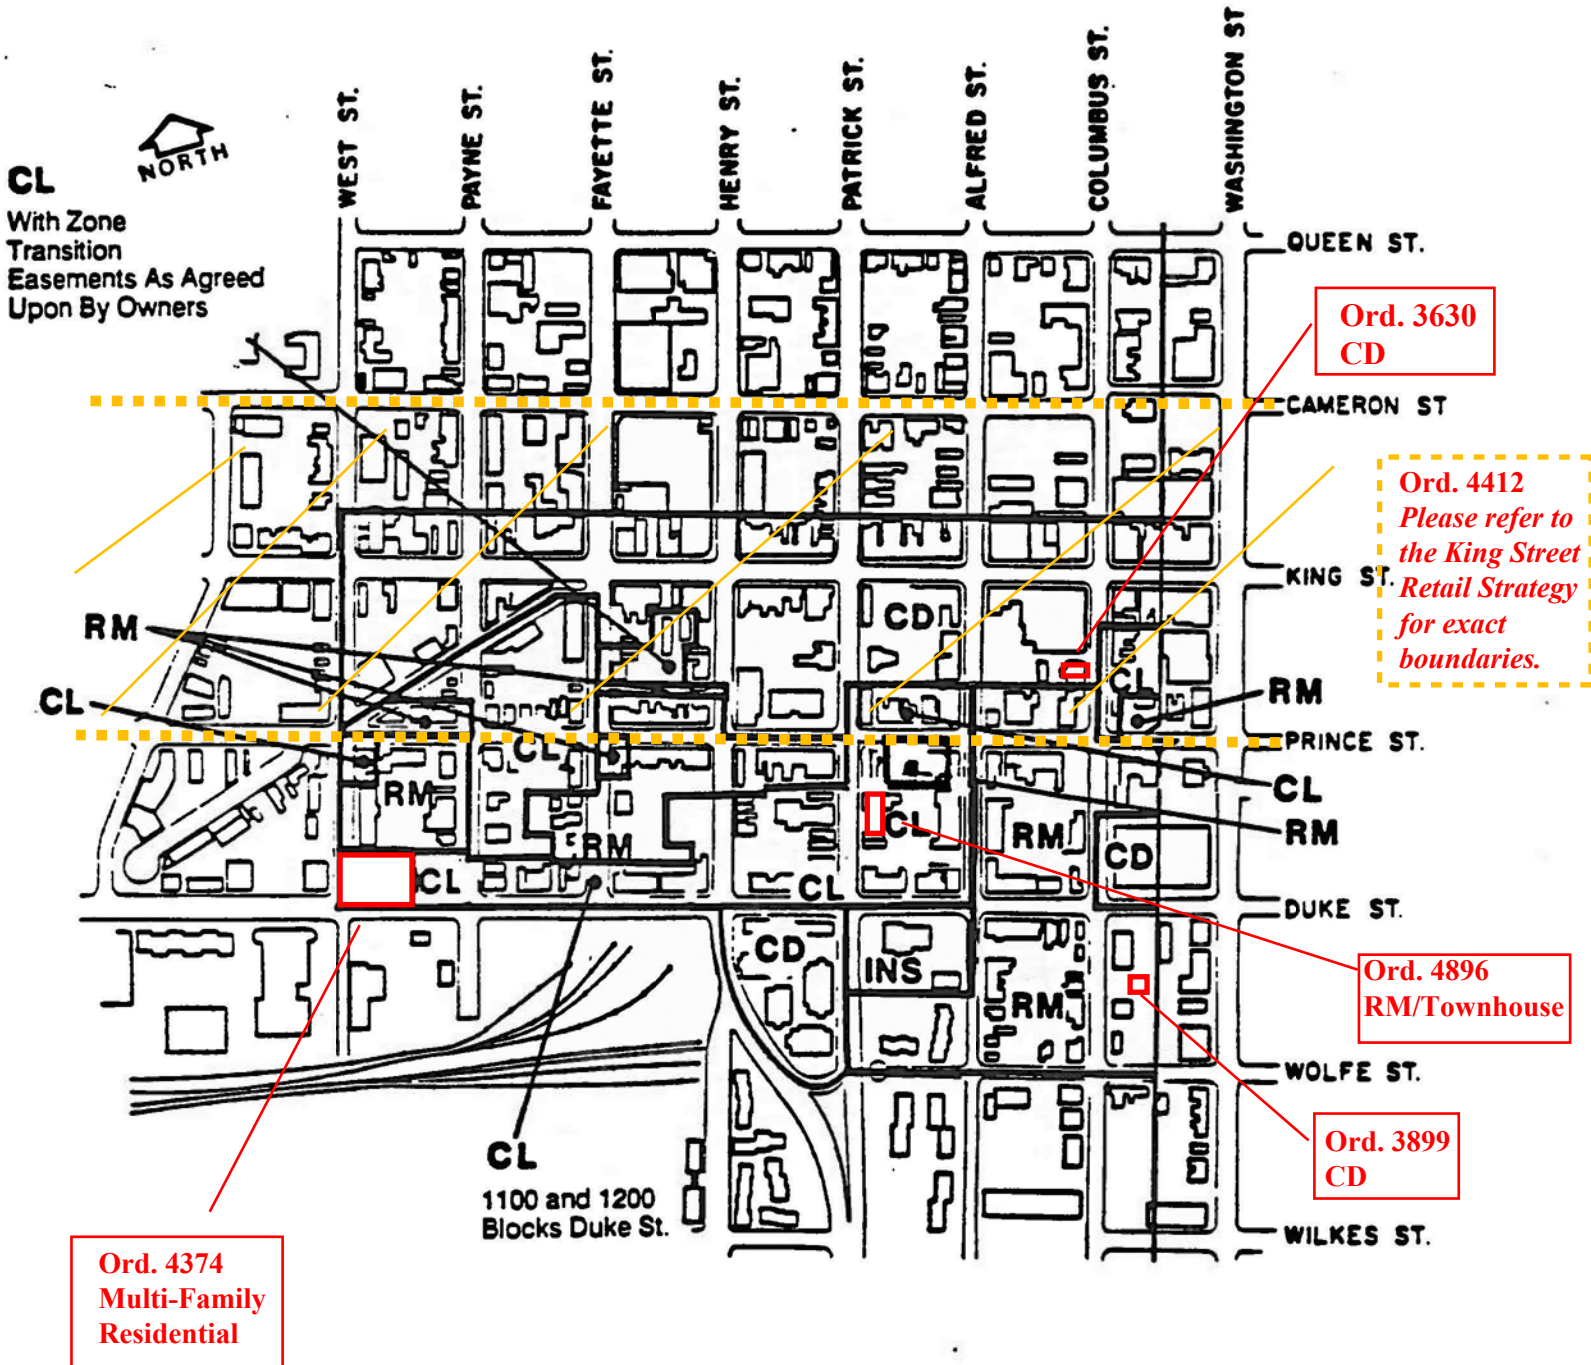 WEST ST.
PAYNE ST.
FAYETTE ST.
HENRY ST.
PATRICK ST.
ALFRED ST.
COLUMBUS ST.
WASHINGTON ST
NORTH
CL
With Zone
Transition
Easements As Agreed
Upon By Owners
QUEEN ST.
Ord. 3630
CD
CAMERON ST
Ord. 4412
Please refer to
the King Street
Retail Strategy
for exact
boundaries.
KING ST.
CD
RM
CL
CL
RM
PRINCE ST.
CL
RM
CL
RM
RM
CL
RM
CD
CL
RM
CL
CL
DUKE ST.
CD
INS
RM
Ord. 4896
RM/Townhouse
WOLFE ST.
CL
1100 and 1200
Blocks Duke St.
Ord. 3899
CD
WILKES ST.
Ord. 4374
Multi-Family
Residential